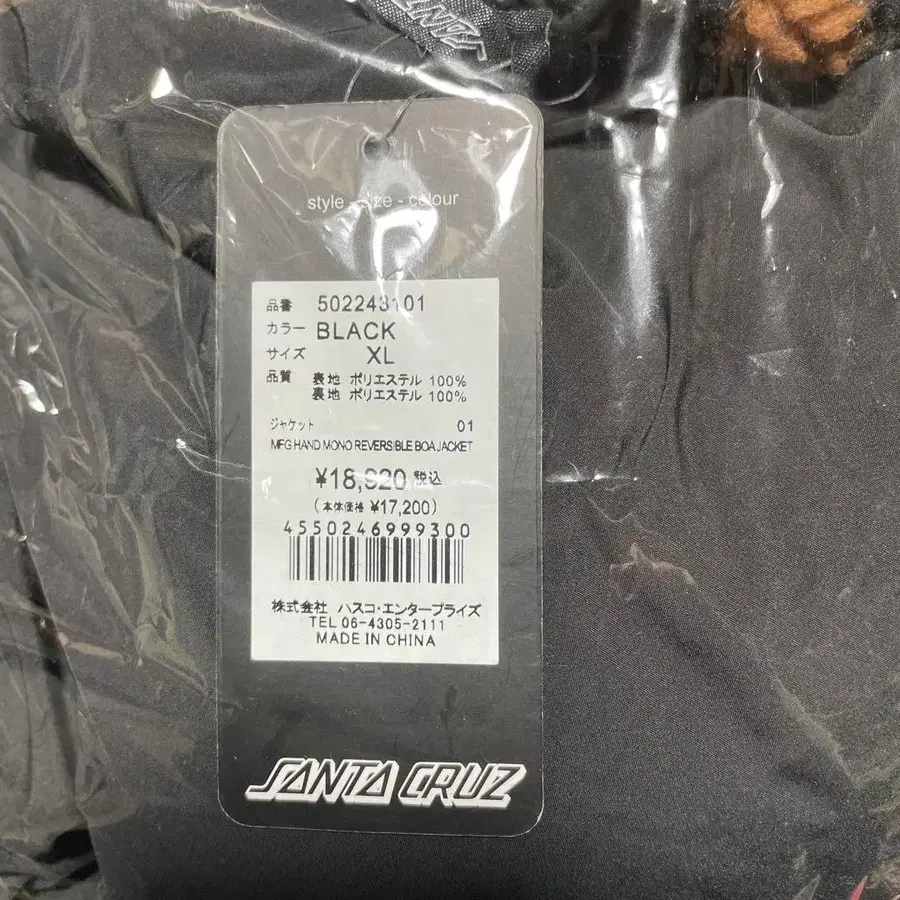 SANTA
style - size - colour
品番 502243101
カラー BLACK
サイズ XL
品質 表地 ポリエステル 100%
裏地 ポリエステル 100%
ジャケット 01
MFG HAND MONO REVERSIBLE BOA JACKET
¥18,920 税込
(本体価格 ¥17,200)
4550246999300
株式会社 ハスコ・エンタープライズ
TEL 06-4305-2111
MADE IN CHINA
SANTA CRUZ